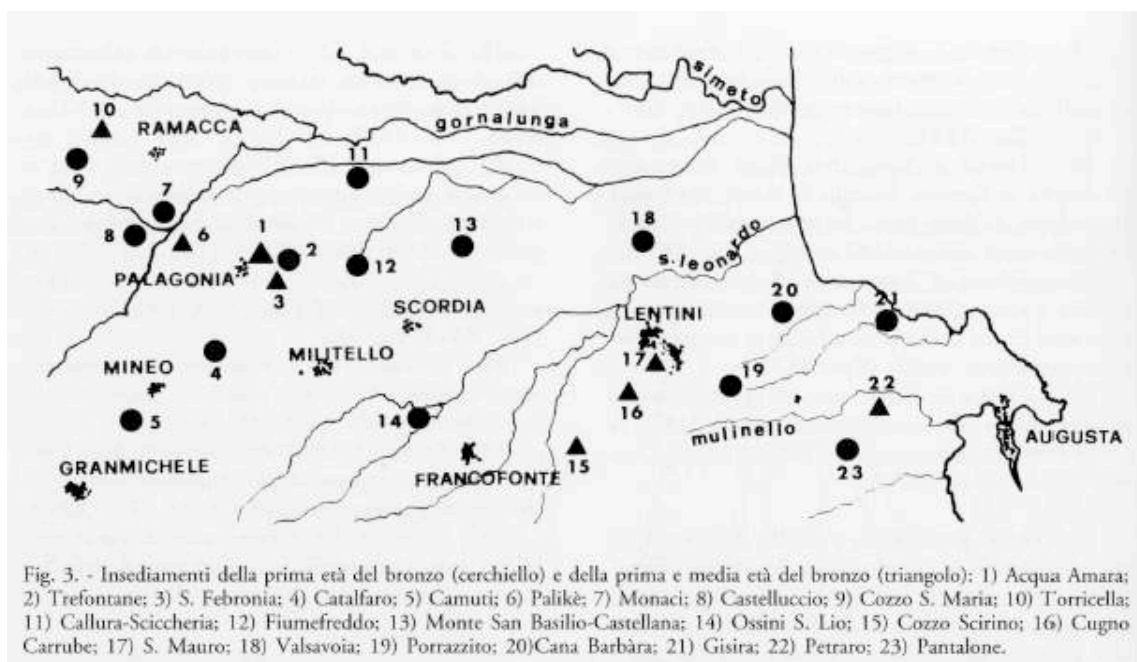 simeto
10
RAMACCA
gornalunga
11
9
7
8
6
1
2
13
18
s.leonardo
12
PALAGONIA
3
20
21
SCORDIA
LENTINI
MINEO
4
MILITELLO
17
19
22
16
5
14
mulinello
AUGUSTA
GRANMICHELE
FRANCOFONTE
15
23
Fig. 3. - Insediamenti della prima età del bronzo (cerchiello) e della prima e media età del bronzo (triangolo): 1) Acqua Amara;
2) Trefontane; 3) S. Febronia; 4) Catalfaro; 5) Camuti; 6) Palikè; 7) Monaci; 8) Castelluccio; 9) Cozzo S. Maria; 10) Torricella;
11) Callura-Sciccheria; 12) Fiumefreddo; 13) Monte San Basilio-Castellana; 14) Ossini S. Lio; 15) Cozzo Scirino; 16) Cugno
Carrube; 17) S. Mauro; 18) Valsavoia; 19) Porrazzito; 20)Cana Barbàra; 21) Gisira; 22) Petraro; 23) Pantalone.